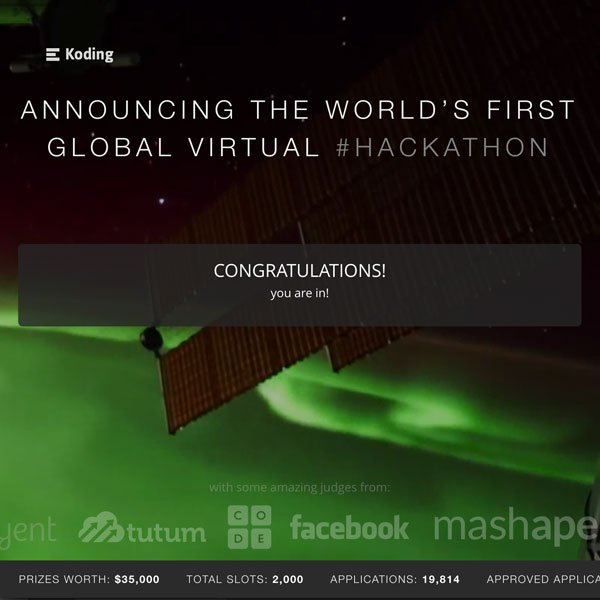 Koding
ANNOUNCING THE WORLD'S FIRST
GLOBAL VIRTUAL #HACKATHON
CONGRATULATIONS!
you are in!
with some amazing judges from:
yent tutum CODE facebook mashape
PRIZES WORTH: $35,000 TOTAL SLOTS: 2,000 APPLICATIONS: 19,814 APPROVED APPLICA